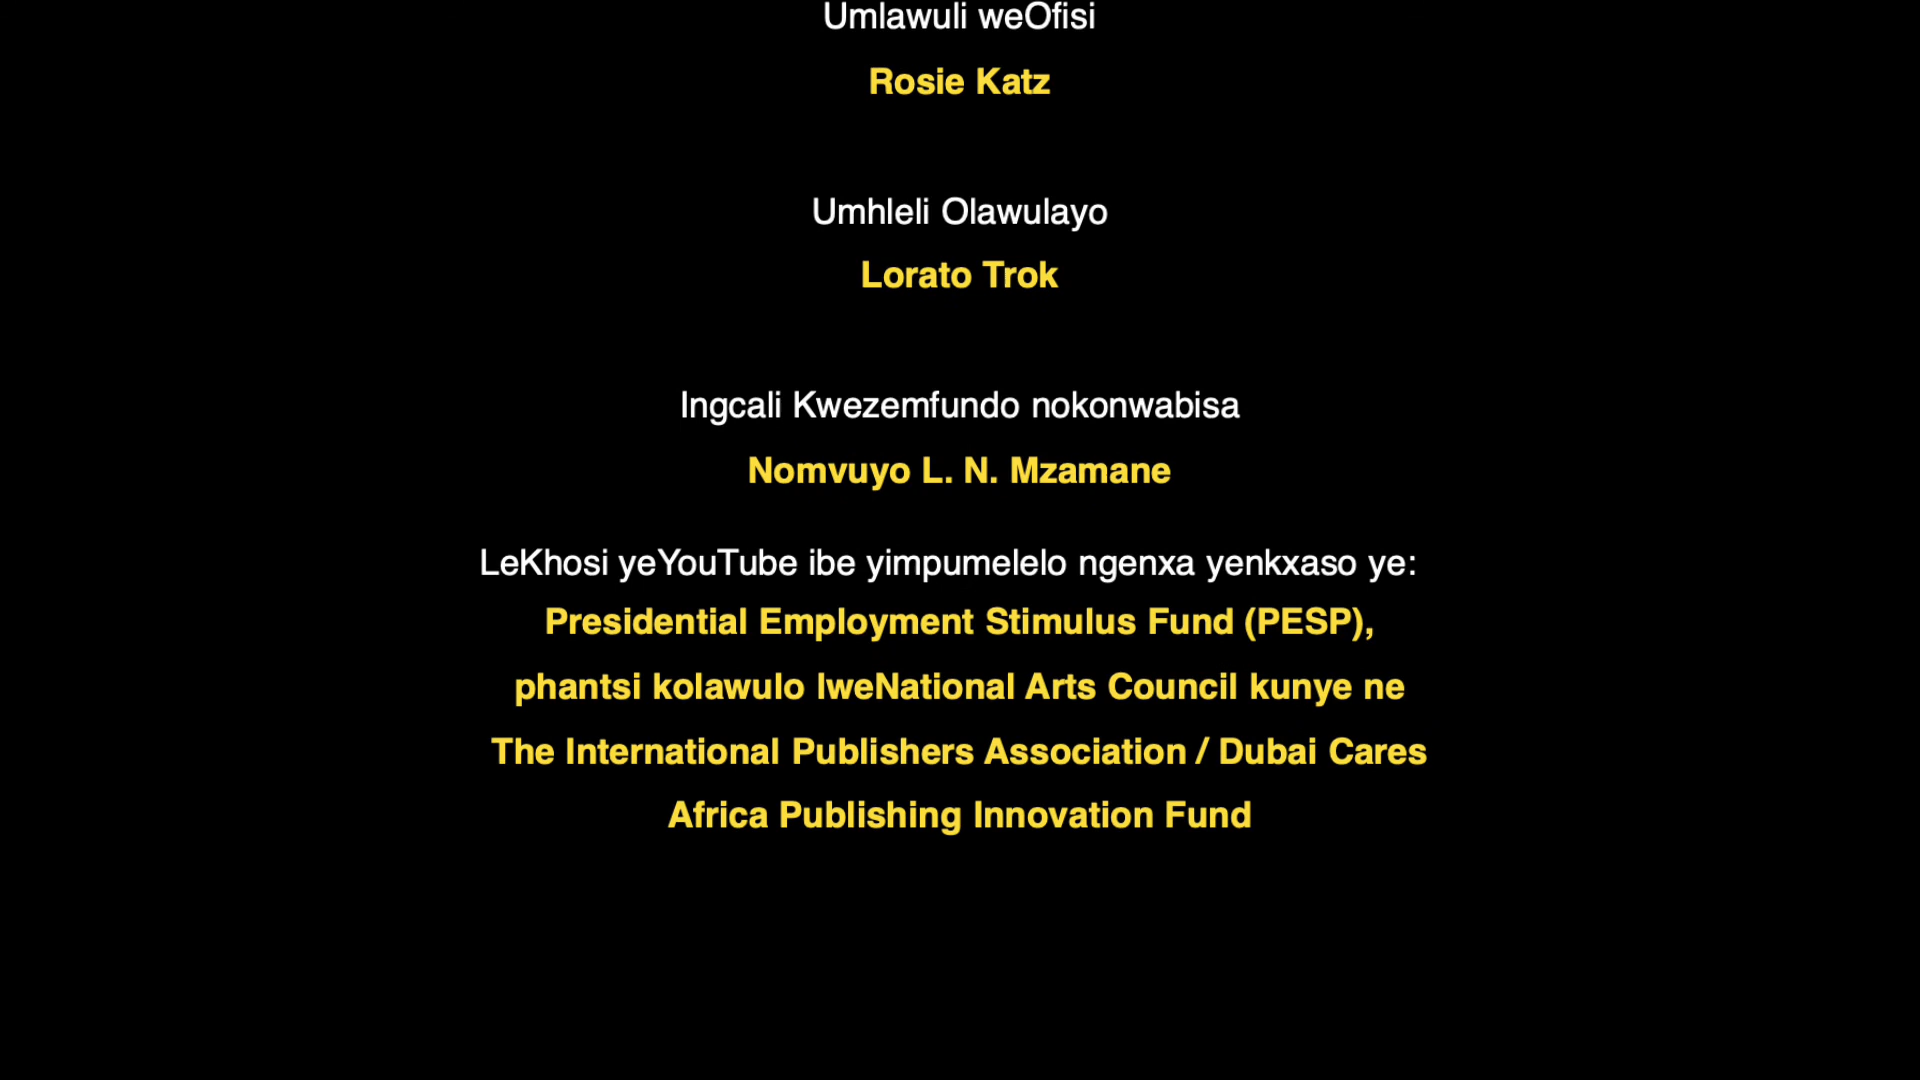 Umlawuli weOfisi
Rosie Katz
Umhleli Olawulayo
Lorato Trok
Ingcali Kwezemfundo nokonwabisa
Nomvuyo L. N. Mzamane
LeKhosi yeYouTube ibe yimpumelelo ngenxa yenkxaso ye:
Presidential Employment Stimulus Fund (PESP),
phantsi kolawulo lweNational Arts Council kunye ne
The International Publishers Association / Dubai Cares
Africa Publishing Innovation Fund